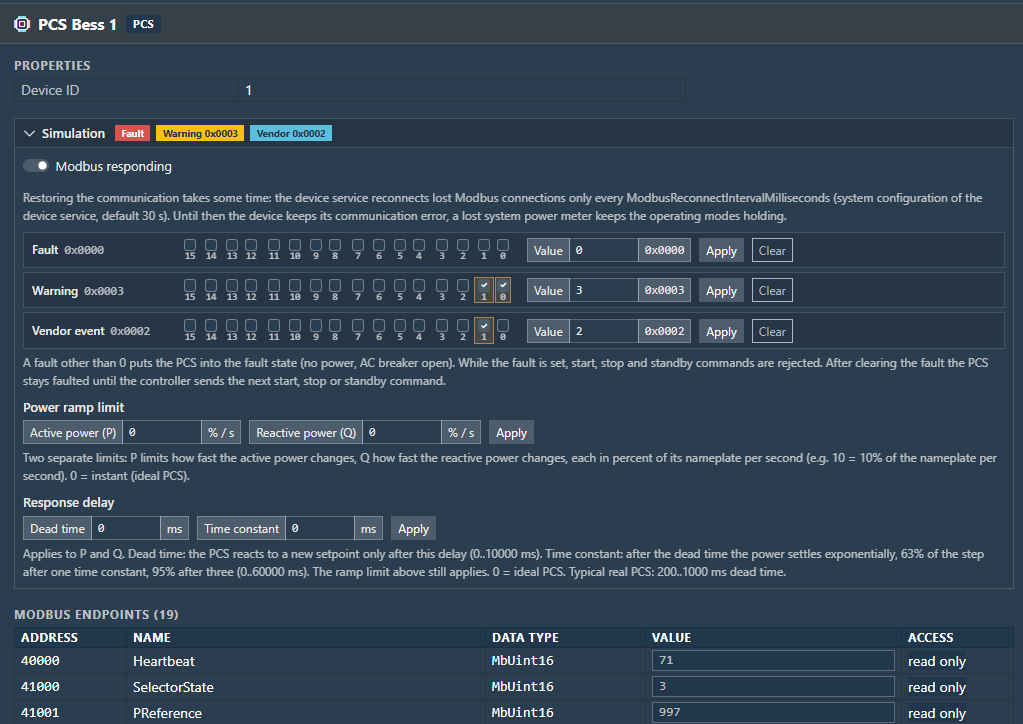 PCS Bess 1 PCS
PROPERTIES
Device ID 1
Simulation Fault Warning 0x0003 Vendor 0x0002
Modbus responding
Restoring the communication takes some time: the device service reconnects lost Modbus connections only every ModbusReconnectIntervalMilliseconds (system configuration of the
device service, default 30 s). Until then the device keeps its communication error, a lost system power meter keeps the operating modes holding.
Fault 0x0000 15 14 13 12 11 10 9 8 7 6 5 4 3 2 1 0 Value 0 0x0000 Apply Clear
Warning 0x0003 15 14 13 12 11 10 9 8 7 6 5 4 3 2 1 0 Value 3 0x0003 Apply Clear
Vendor event 0x0002 15 14 13 12 11 10 9 8 7 6 5 4 3 2 1 0 Value 2 0x0002 Apply Clear
A fault other than 0 puts the PCS into the fault state (no power, AC breaker open). While the fault is set, start, stop and standby commands are rejected. After clearing the fault the PCS
stays faulted until the controller sends the next start, stop or standby command.
Power ramp limit
Active power (P) 0 % / s Reactive power (Q) 0 % / s Apply
Two separate limits: P limits how fast the active power changes, Q how fast the reactive power changes, each in percent of its nameplate per second (e.g. 10 = 10% of the nameplate per
second). 0 = instant (ideal PCS).
Response delay
Dead time 0 ms Time constant 0 ms Apply
Applies to P and Q. Dead time: the PCS reacts to a new setpoint only after this delay (0..10000 ms). Time constant: after the dead time the power settles exponentially, 63% of the step
after one time constant, 95% after three (0..60000 ms). The ramp limit above still applies. 0 = ideal PCS. Typical real PCS: 200..1000 ms dead time.
MODBUS ENDPOINTS (19)
ADDRESS NAME DATA TYPE VALUE ACCESS
40000 Heartbeat MbUint16 71 read only
41000 SelectorState MbUint16 3 read only
41001 PReference MbUint16 997 read only